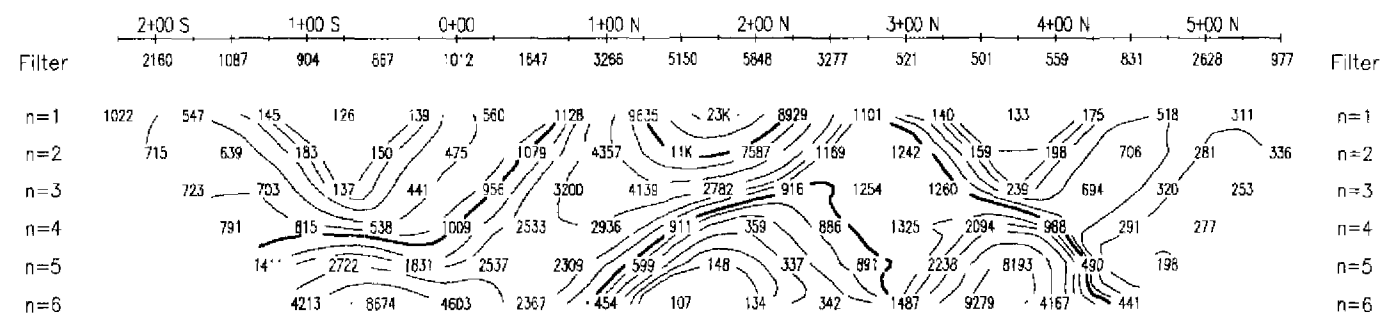 2+00 S 1+00 S 0+00 1+00 N 2+00 N 3+00 N 4+00 N 5+00 N
Filter 2160 1087 904 867 1012 1647 3266 5150 5848 3277 521 501 559 831 2628 977 Filter
n=1 1022 547 145 126 139 560 1128 9635 23K 8929 1101 140 133 175 518 311 n=1
n=2 715 639 183 150 475 1079 4357 11K 7587 1169 1242 159 198 706 281 336 n=2
n=3 723 703 137 441 956 3200 4139 2782 916 1254 1260 239 694 320 253 n=3
n=4 791 815 538 1009 2533 2936 911 359 886 1325 2094 988 291 277 n=4
n=5 2722 1831 2537 2309 599 148 337 891 2238 8193 490 198 n=5
n=6 4213 8674 4603 2367 454 107 134 342 1487 9279 4167 441 n=6